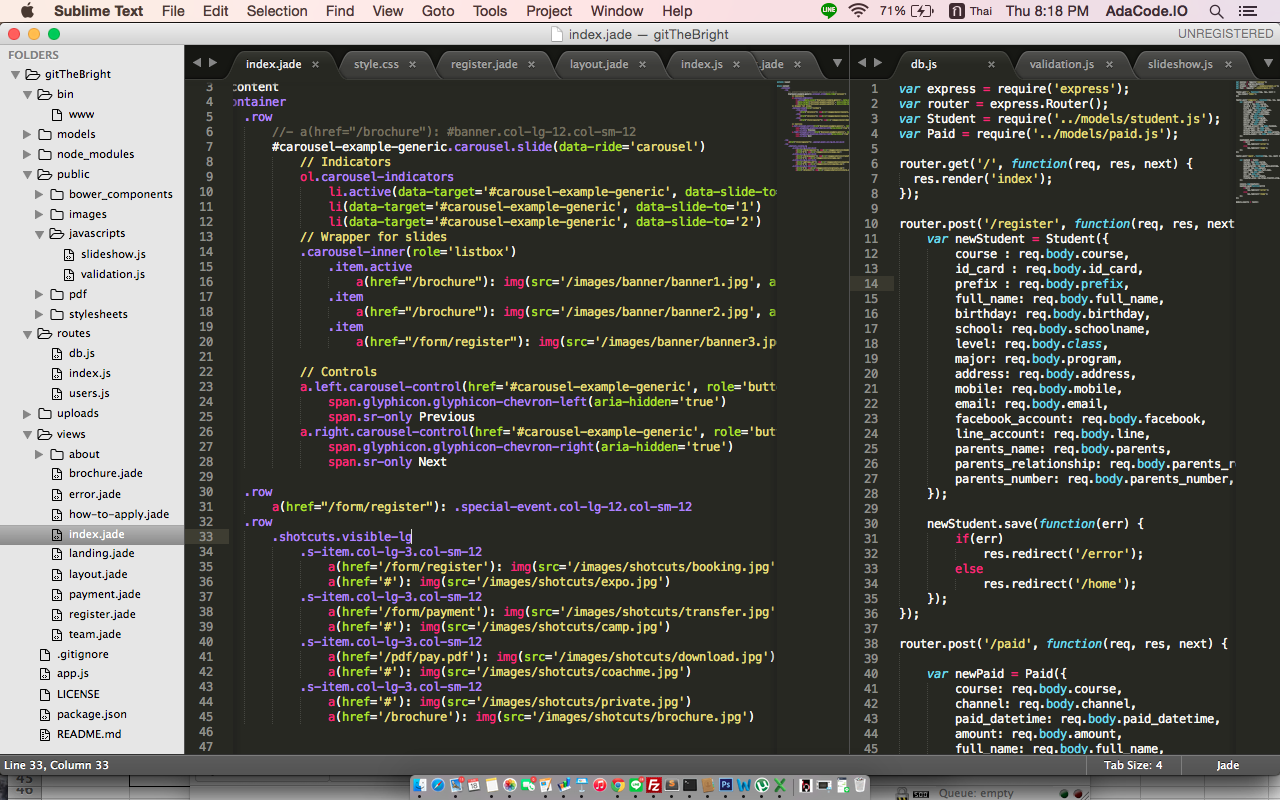 Sublime Text File Edit Selection Find View Goto Tools Project Window Help LINE 71% ก Thai Thu 8:18 PM AdaCode.IO
index.jade — gitTheBright UNREGISTERED
FOLDERS
gitTheBright
bin
www
models
node_modules
public
bower_components
images
javascripts
slideshow.js
validation.js
pdf
stylesheets
routes
db.js
index.js
users.js
uploads
views
about
brochure.jade
error.jade
how-to-apply.jade
index.jade
landing.jade
layout.jade
payment.jade
register.jade
team.jade
.gitignore
app.js
LICENSE
package.json
README.md
index.jade × style.css × register.jade × layout.jade × index.js × .jade ×
3 content
4 ontainer
5 .row
6 //- a(href="/brochure"): #banner.col-lg-12.col-sm-12
7 #carousel-example-generic.carousel.slide(data-ride='carousel')
8 // Indicators
9 ol.carousel-indicators
10 li.active(data-target='#carousel-example-generic', data-slide-to
11 li(data-target='#carousel-example-generic', data-slide-to='1')
12 li(data-target='#carousel-example-generic', data-slide-to='2')
13 // Wrapper for slides
14 .carousel-inner(role='listbox')
15 .item.active
16 a(href="/brochure"): img(src='/images/banner/banner1.jpg', a
17 .item
18 a(href="/brochure"): img(src='/images/banner/banner2.jpg', a
19 .item
20 a(href="/form/register"): img(src='/images/banner/banner3.jp
21
22 // Controls
23 a.left.carousel-control(href='#carousel-example-generic', role='butt
24 span.glyphicon.glyphicon-chevron-left(aria-hidden='true')
25 span.sr-only Previous
26 a.right.carousel-control(href='#carousel-example-generic', role='but
27 span.glyphicon.glyphicon-chevron-right(aria-hidden='true')
28 span.sr-only Next
29
30 .row
31 a(href="/form/register"): .special-event.col-lg-12.col-sm-12
32 .row
33 .shotcuts.visible-lg
34 .s-item.col-lg-3.col-sm-12
35 a(href='/form/register'): img(src='/images/shotcuts/booking.jpg'
36 a(href='#'): img(src='/images/shotcuts/expo.jpg')
37 .s-item.col-lg-3.col-sm-12
38 a(href='/form/payment'): img(src='/images/shotcuts/transfer.jpg'
39 a(href='#'): img(src='/images/shotcuts/camp.jpg')
40 .s-item.col-lg-3.col-sm-12
41 a(href='/pdf/pay.pdf'): img(src='/images/shotcuts/download.jpg')
42 a(href='#'): img(src='/images/shotcuts/coachme.jpg')
43 .s-item.col-lg-3.col-sm-12
44 a(href='#'): img(src='/images/shotcuts/private.jpg')
45 a(href='/brochure'): img(src='/images/shotcuts/brochure.jpg')
46
47
db.js × validation.js × slideshow.js ×
1 var express = require('express');
2 var router = express.Router();
3 var Student = require('../models/student.js');
4 var Paid = require('../models/paid.js');
5
6 router.get('/', function(req, res, next) {
7 res.render('index');
8 });
9
10 router.post('/register', function(req, res, next
11 var newStudent = Student({
12 course : req.body.course,
13 id_card : req.body.id_card,
14 prefix : req.body.prefix,
15 full_name: req.body.full_name,
16 birthday: req.body.birthday,
17 school: req.body.schoolname,
18 level: req.body.class,
19 major: req.body.program,
20 address: req.body.address,
21 mobile: req.body.mobile,
22 email: req.body.email,
23 facebook_account: req.body.facebook,
24 line_account: req.body.line,
25 parents_name: req.body.parents,
26 parents_relationship: req.body.parents_r
27 parents_number: req.body.parents_number,
28 });
29
30 newStudent.save(function(err) {
31 if(err)
32 res.redirect('/error');
33 else
34 res.redirect('/home');
35 });
36 });
37
38 router.post('/paid', function(req, res, next) {
39
40 var newPaid = Paid({
41 course: req.body.course,
42 channel: req.body.channel,
43 paid_datetime: req.body.paid_datetime,
44 amount: req.body.amount,
45 full_name: req.body.full_name,
Line 33, Column 33 Tab Size: 4 Jade
45
46
Queue: empty